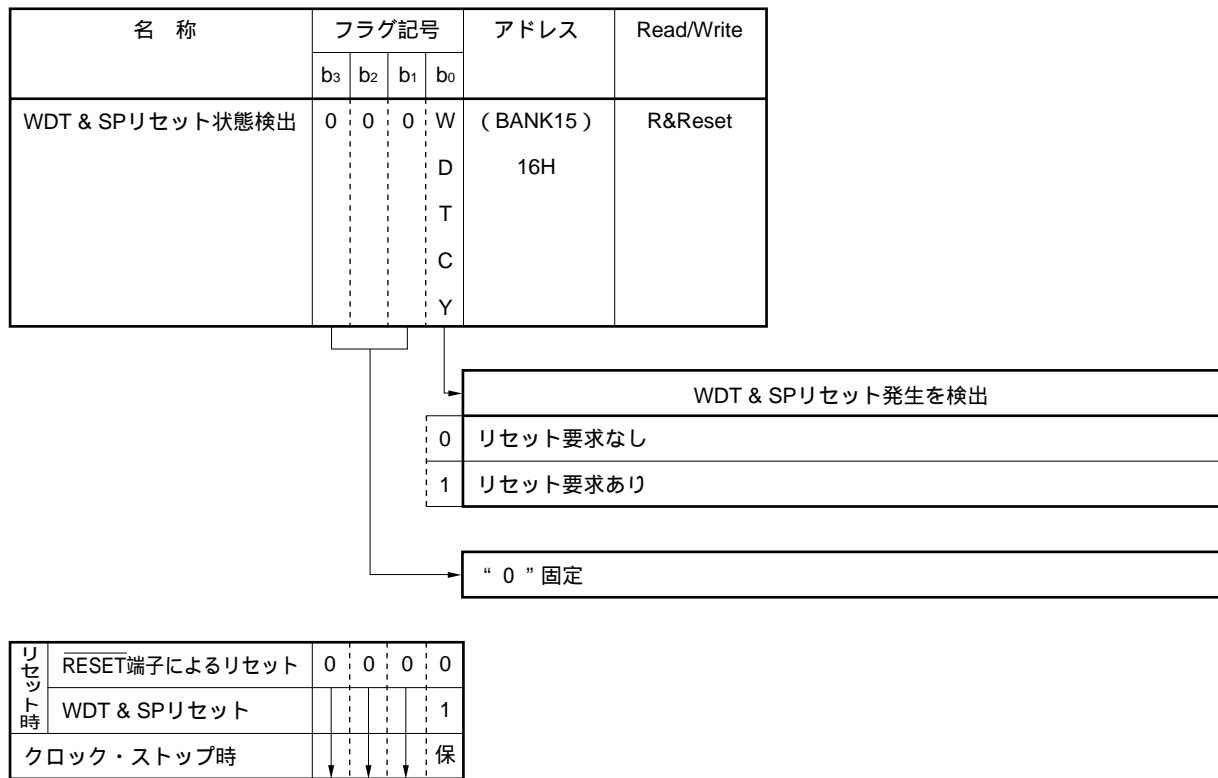 名 称 フラグ記号 アドレス Read/Write
b3 b2 b1 b0
WDT & SPリセット状態検出 0 0 0 W (BANK15) R&Reset
D 16H
T
C
Y
WDT & SPリセット発生を検出
0 リセット要求なし
1 リセット要求あり
“0”固定
リセット時 RESET端子によるリセット 0 0 0 0
WDT & SPリセット 1
クロック・ストップ時 保